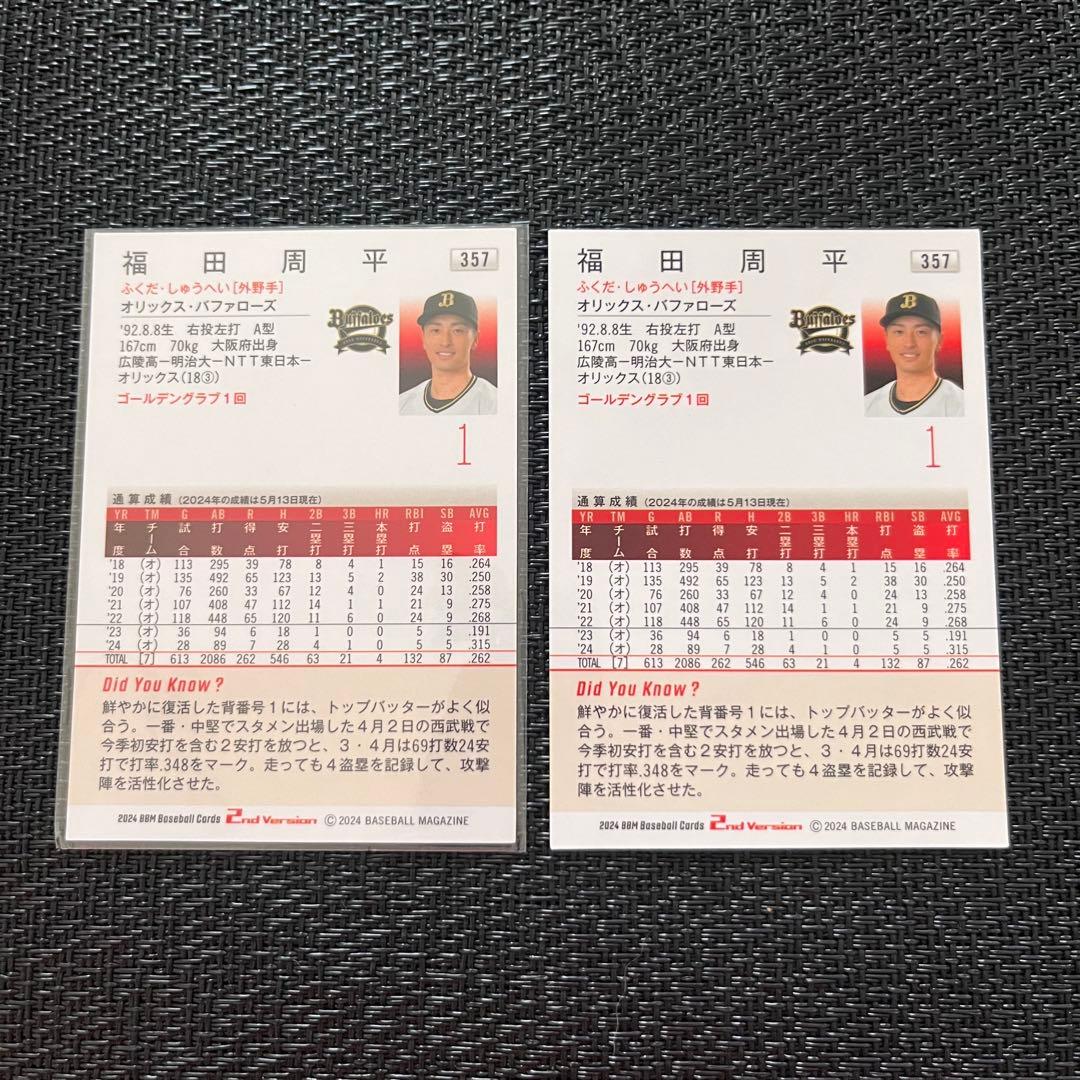 福田周平 357
ふくだ・しゅうへい[外野手]
オリックス・バファローズ
'92.8.8生 右投左打 A型
167cm 70kg 大阪府出身
広陵高ー明治大ーNTT東日本ー
オリックス(18③)
ゴールデングラブ1回
Buffaloes
B
1
通算成績 (2024年の成績は5月13日現在)
YR TM G AB R H 2B 3B HR RBI SB AVG
年度 チーム 試合 打数 得点 安打 二塁打 三塁打 本塁打 打点 盗塁 打率
'18 (オ) 113 295 39 78 8 4 1 15 16 .264
'19 (オ) 135 492 65 123 13 5 2 38 30 .250
'20 (オ) 76 260 33 67 12 4 0 24 13 .258
'21 (オ) 107 408 47 112 14 1 1 21 9 .275
'22 (オ) 118 448 65 120 11 6 0 24 9 .268
'23 (オ) 36 94 6 18 1 0 0 5 5 .191
'24 (オ) 28 89 7 28 4 1 0 5 5 .315
TOTAL [7] 613 2086 262 546 63 21 4 132 87 .262
Did You Know?
鮮やかに復活した背番号1には、トップバッターがよく似
合う。一番・中堅でスタメン出場した4月2日の西武戦で
今季初安打を含む2安打を放つと、3・4月は69打数24安
打で打率.348をマーク。走っても4盗塁を記録して、攻撃
陣を活性化させた。
2024 BBM Baseball Cards 2nd Version ©2024 BASEBALL MAGAZINE
福田周平 357
ふくだ・しゅうへい[外野手]
オリックス・バファローズ
'92.8.8生 右投左打 A型
167cm 70kg 大阪府出身
広陵高ー明治大ーNTT東日本ー
オリックス(18③)
ゴールデングラブ1回
Buffaloes
B
1
通算成績 (2024年の成績は5月13日現在)
YR TM G AB R H 2B 3B HR RBI SB AVG
年度 チーム 試合 打数 得点 安打 二塁打 三塁打 本塁打 打点 盗塁 打率
'18 (オ) 113 295 39 78 8 4 1 15 16 .264
'19 (オ) 135 492 65 123 13 5 2 38 30 .250
'20 (オ) 76 260 33 67 12 4 0 24 13 .258
'21 (オ) 107 408 47 112 14 1 1 21 9 .275
'22 (オ) 118 448 65 120 11 6 0 24 9 .268
'23 (オ) 36 94 6 18 1 0 0 5 5 .191
'24 (オ) 28 89 7 28 4 1 0 5 5 .315
TOTAL [7] 613 2086 262 546 63 21 4 132 87 .262
Did You Know?
鮮やかに復活した背番号1には、トップバッターがよく似
合う。一番・中堅でスタメン出場した4月2日の西武戦で
今季初安打を含む2安打を放つと、3・4月は69打数24安
打で打率.348をマーク。走っても4盗塁を記録して、攻撃
陣を活性化させた。
2024 BBM Baseball Cards 2nd Version ©2024 BASEBALL MAGAZINE